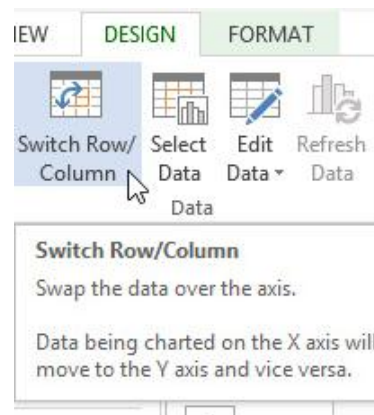 IEW DESIGN FORMAT
Switch Row/ Select Edit Refresh
Column Data Data Data
Data
Switch Row/Column
Swap the data over the axis.
Data being charted on the X axis will
move to the Y axis and vice versa.